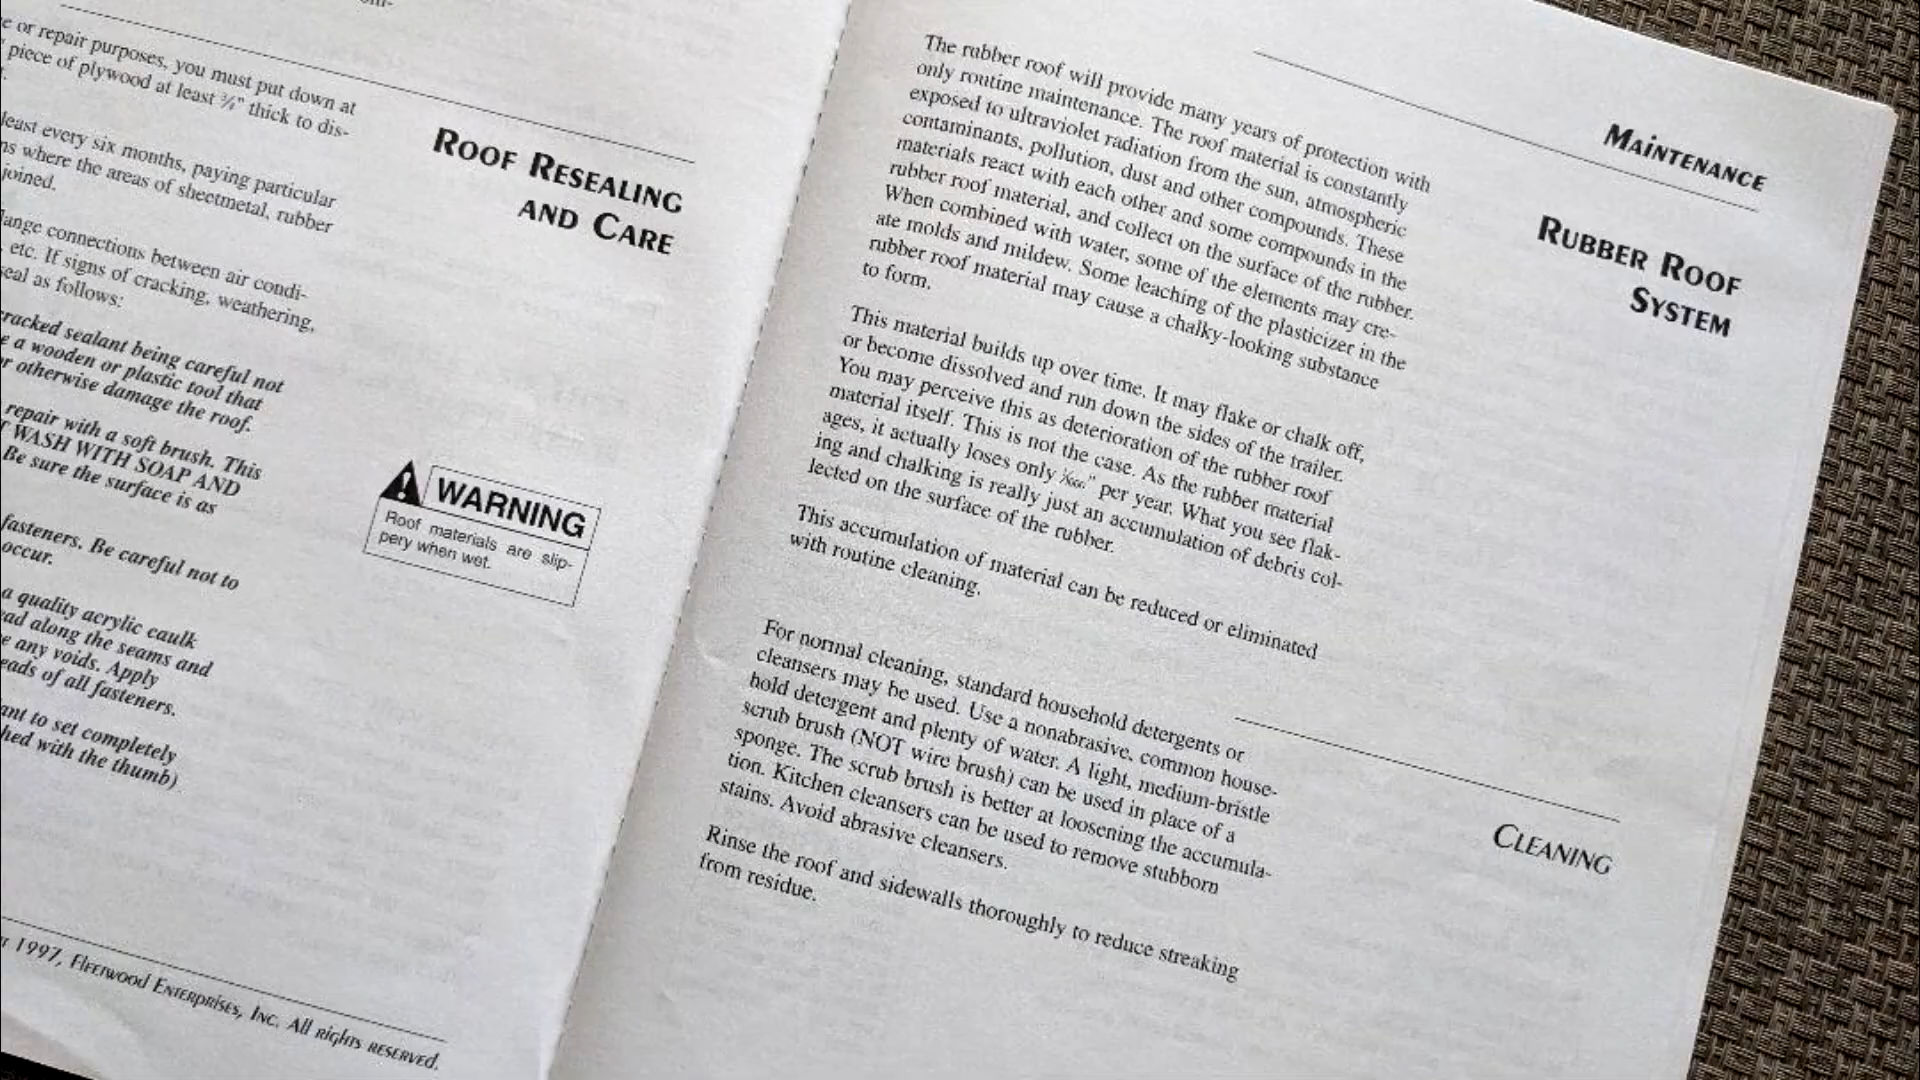 e or repair purposes, you must put down at
piece of plywood at least ¾" thick to dis-
least every six months, paying particular
ns where the areas of sheetmetal, rubber
joined.
lange connections between air condi-
, etc. If signs of cracking, weathering,
seal as follows:
cracked sealant being careful not
e a wooden or plastic tool that
or otherwise damage the roof.
repair with a soft brush. This
T WASH WITH SOAP AND
Be sure the surface is as
fasteners. Be careful not to
occur.
a quality acrylic caulk
ead along the seams and
e any voids. Apply
eads of all fasteners.
ant to set completely
hed with the thumb)
ROOF RESEALING
AND CARE
WARNING
Roof materials are slip-
pery when wet.
1997, Fleetwood Enterprises, Inc. All rights reserved.
MAINTENANCE
RUBBER ROOF
SYSTEM
The rubber roof will provide many years of protection with
only routine maintenance. The roof material is constantly
exposed to ultraviolet radiation from the sun, atmospheric
contaminants, pollution, dust and other compounds. These
materials react with each other and some compounds in the
rubber roof material, and collect on the surface of the rubber.
When combined with water, some of the elements may cre-
ate molds and mildew. Some leaching of the plasticizer in the
rubber roof material may cause a chalky-looking substance
to form.
This material builds up over time. It may flake or chalk off,
or become dissolved and run down the sides of the trailer.
You may perceive this as deterioration of the rubber roof
material itself. This is not the case. As the rubber material
ages, it actually loses only " per year. What you see flak-
ing and chalking is really just an accumulation of debris col-
lected on the surface of the rubber.
This accumulation of material can be reduced or eliminated
with routine cleaning.
CLEANING
For normal cleaning, standard household detergents or
cleansers may be used. Use a nonabrasive, common house-
hold detergent and plenty of water. A light, medium-bristle
scrub brush (NOT wire brush) can be used in place of a
sponge. The scrub brush is better at loosening the accumula-
tion. Kitchen cleansers can be used to remove stubborn
stains. Avoid abrasive cleansers.
Rinse the roof and sidewalls thoroughly to reduce streaking
from residue.